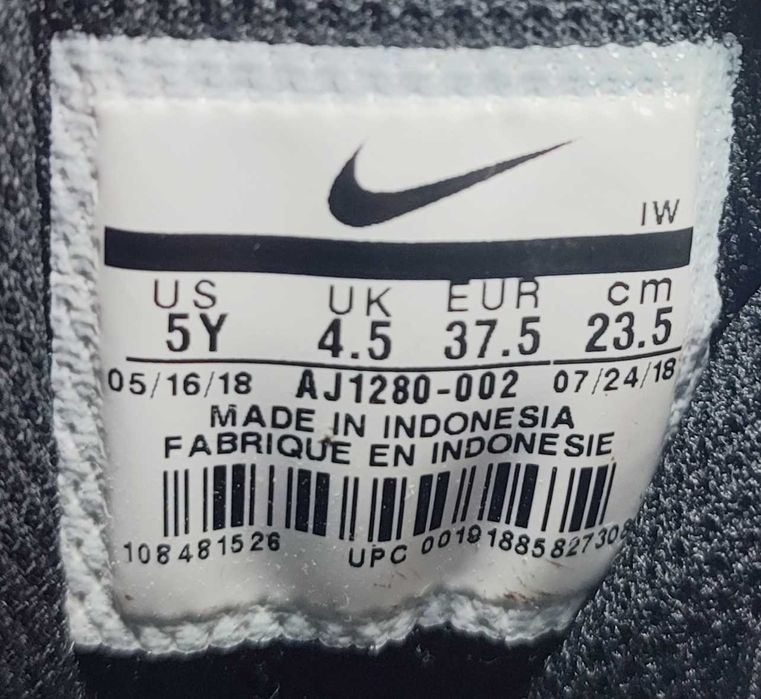 IW
US UK EUR cm
5Y 4.5 37.5 23.5
05/16/18 AJ1280-002 07/24/18
MADE IN INDONESIA
FABRIQUE EN INDONESIE
108481526 UPC 00191885827308